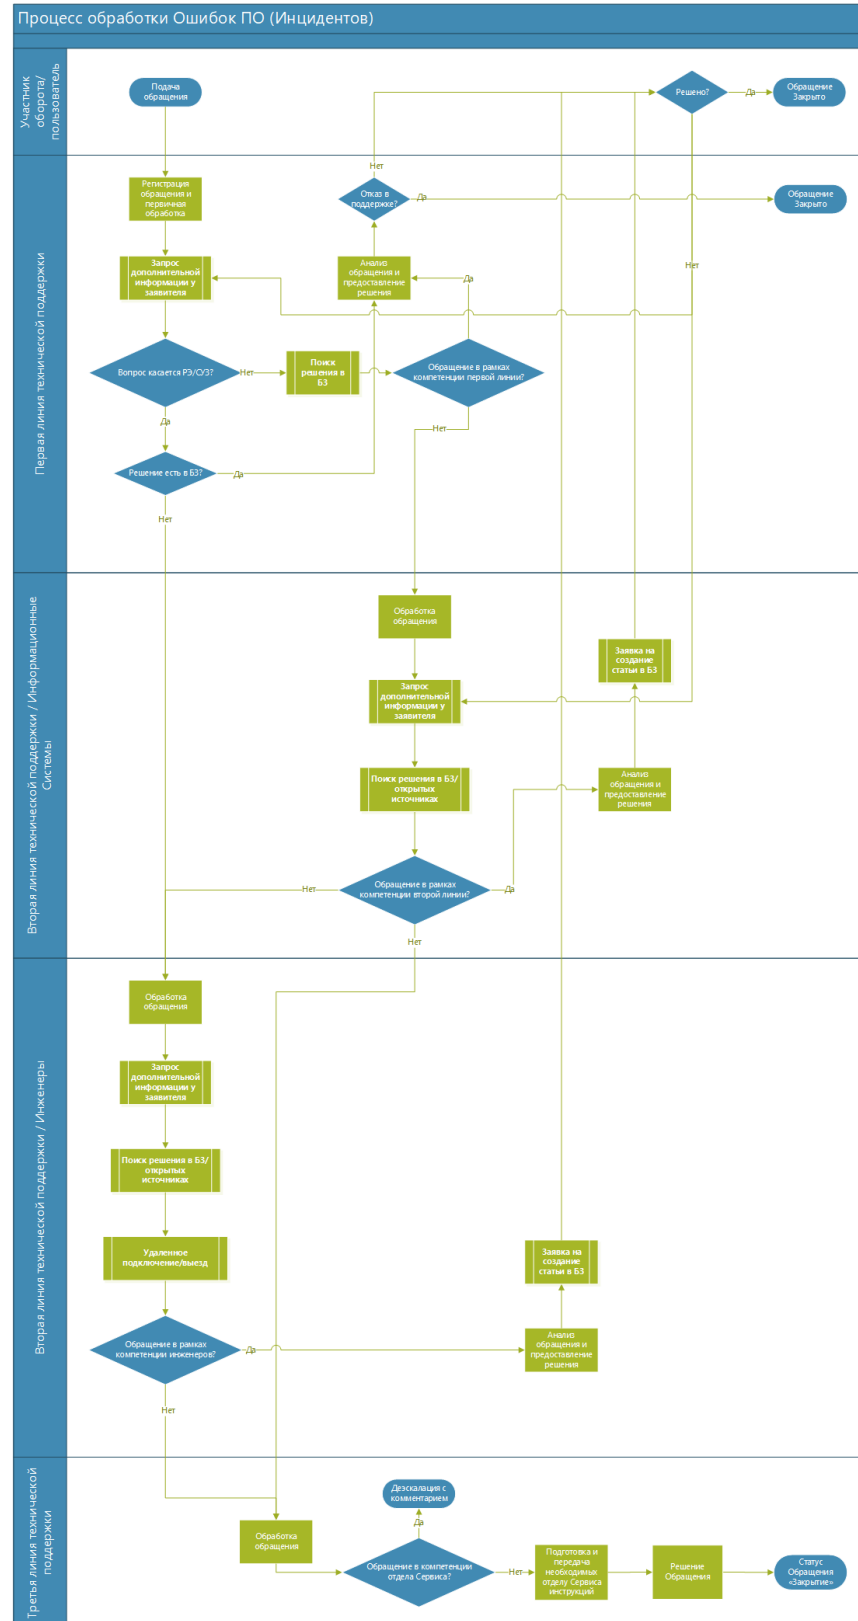 Процесс обработки Ошибок ПО (Инцидентов)
Участник
оборота/
пользователь
Подача
обращения
Решено?
Да
Обращение
Закрыто
Нет
Первая линия технической поддержки
Регистрация
обращения и
первичная
обработка
Отказ в
поддержке?
Да
Обращение
Закрыто
Запрос
дополнительной
информации у
заявителя
Анализ
обращения и
предоставление
решения
Да
Нет
Вопрос касается РЭ/С/З?
Нет
Поиск
решения в
БЗ
Обращение в рамках
компетенции первой линии?
Да
Нет
Решение есть в БЗ?
Да
Нет
Вторая линия технической поддержки / Информационные
Системы
Обработка
обращения
Заявка на
создание
статьи в БЗ
Запрос
дополнительной
информации у
заявителя
Поиск решения в БЗ/
открытых
источниках
Анализ
обращения и
предоставление
решения
Обращение в рамках
компетенции второй линии?
Нет
Да
Нет
Вторая линия технической поддержки / Инженеры
Обработка
обращения
Запрос
дополнительной
информации у
заявителя
Поиск решения в БЗ/
открытых
источниках
Удаленное
подключение/выезд
Заявка на
создание
статьи в БЗ
Обращение в рамках
компетенции инженеров?
Да
Анализ
обращения и
предоставление
решения
Нет
Третья линия технической
поддержки
Деэскалация с
комментарием
Да
Обработка
обращения
Обращение в компетенции
отдела Сервиса?
Нет
Подготовка и
передача
необходимых
отделу Сервиса
инструкций
Решение
Обращения
Статус
Обращения
«Закрытие»